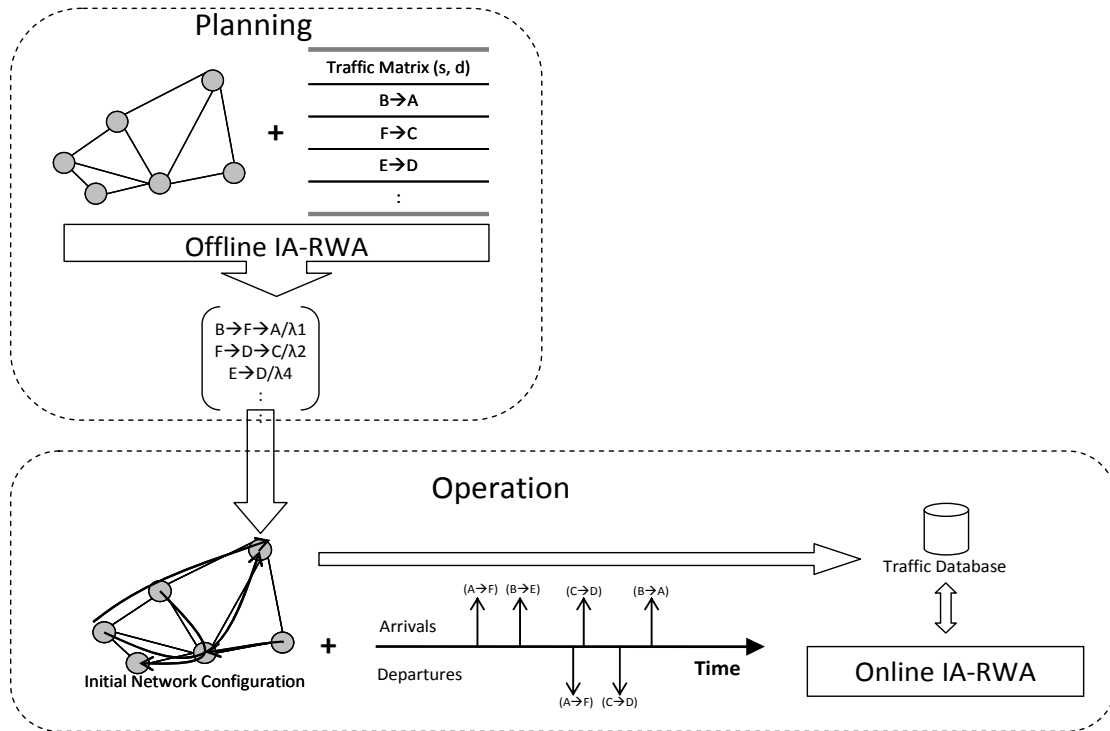 Planning
Traffic Matrix (s, d)
B→A
+
F→C
E→D
:
Offline IA-RWA
B→F→A/λ1
F→D→C/λ2
E→D/λ4
:
:
Operation
Traffic Database
(A→F) (B→E) (C→D) (B→A)
Arrivals
+
Time
Departures
Initial Network Configuration
Online IA-RWA
(A→F) (C→D)